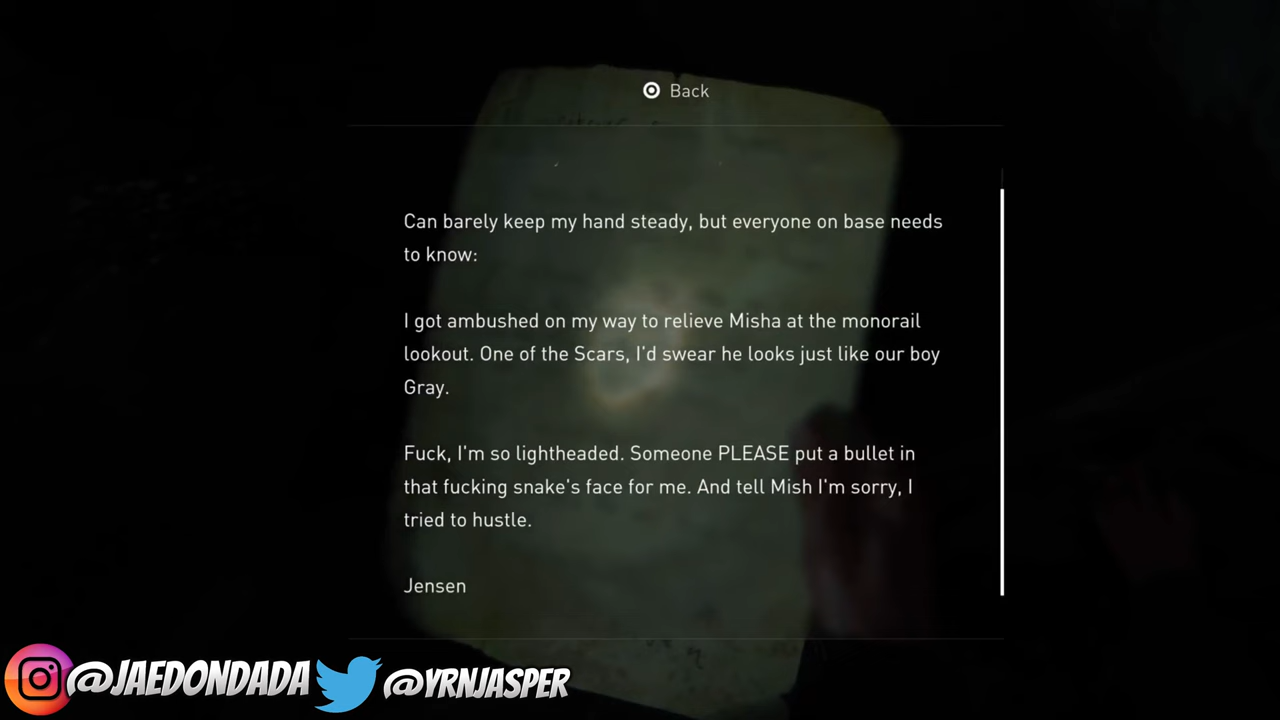 Back
Can barely keep my hand steady, but everyone on base needs
to know:
I got ambushed on my way to relieve Misha at the monorail
lookout. One of the Scars, I'd swear he looks just like our boy
Gray.
Fuck, I'm so lightheaded. Someone PLEASE put a bullet in
that fucking snake's face for me. And tell Mish I'm sorry, I
tried to hustle.
Jensen
@JAEDONDADA @YRNJASPER